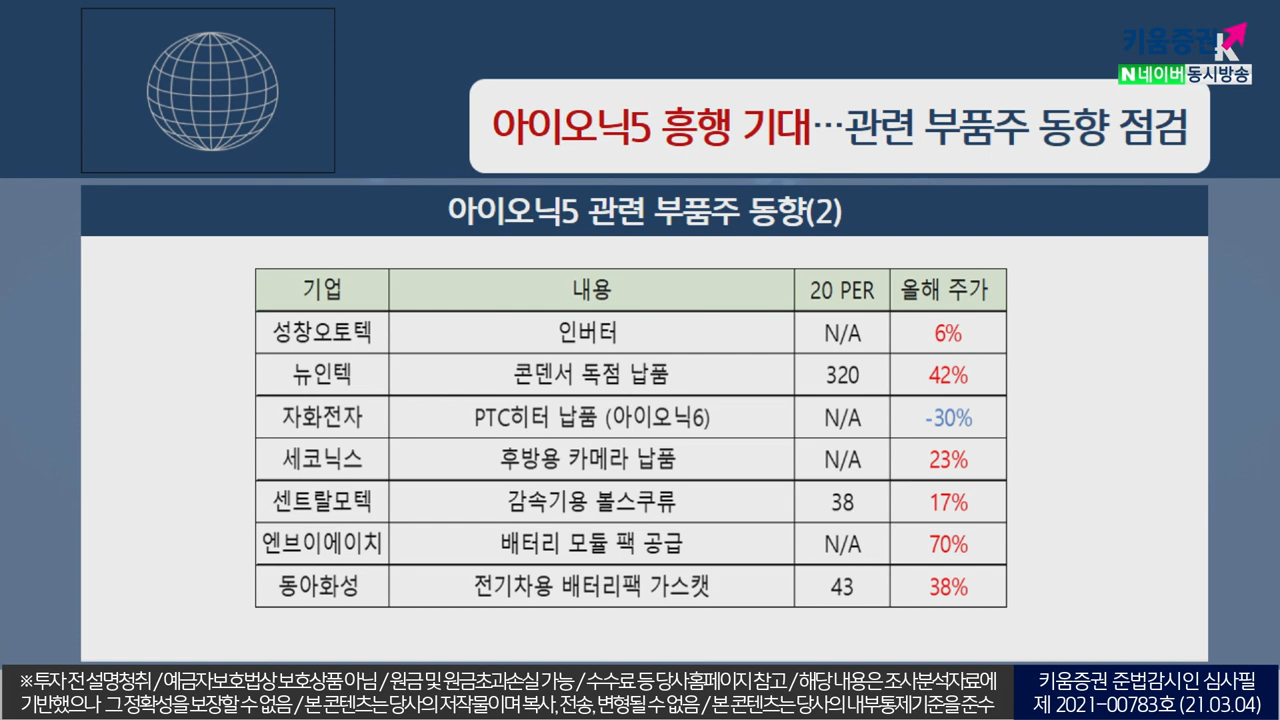 키움증권
N 네이버 동시방송
아이오닉5 흥행 기대…관련 부품주 동향 점검
아이오닉5 관련 부품주 동향(2)
기업 내용 20 PER 올해 주가
성창오토텍 인버터 N/A 6%
뉴인텍 콘덴서 독점 납품 320 42%
자화전자 PTC히터 납품 (아이오닉6) N/A -30%
세코닉스 후방용 카메라 납품 N/A 23%
센트랄모텍 감속기용 볼스쿠류 38 17%
엔브이에이치 배터리 모듈 팩 공급 N/A 70%
동아화성 전기차용 배터리팩 가스캣 43 38%
※투자 전 설명청취 / 예금자보호법상 보호상품 아님 / 원금 및 원금초과손실 가능 / 수수료 등 당사홈페이지 참고 / 해당 내용은 조사분석자료에
기반했으나 그 정확성을 보장할 수 없음 / 본 콘텐츠는 당사의 저작물이며 복사, 전송, 변형될 수 없음 / 본 콘텐츠는 당사의 내부통제기준을 준수
키움증권 준법감시인 심사필
제 2021-00783호 (21.03.04)